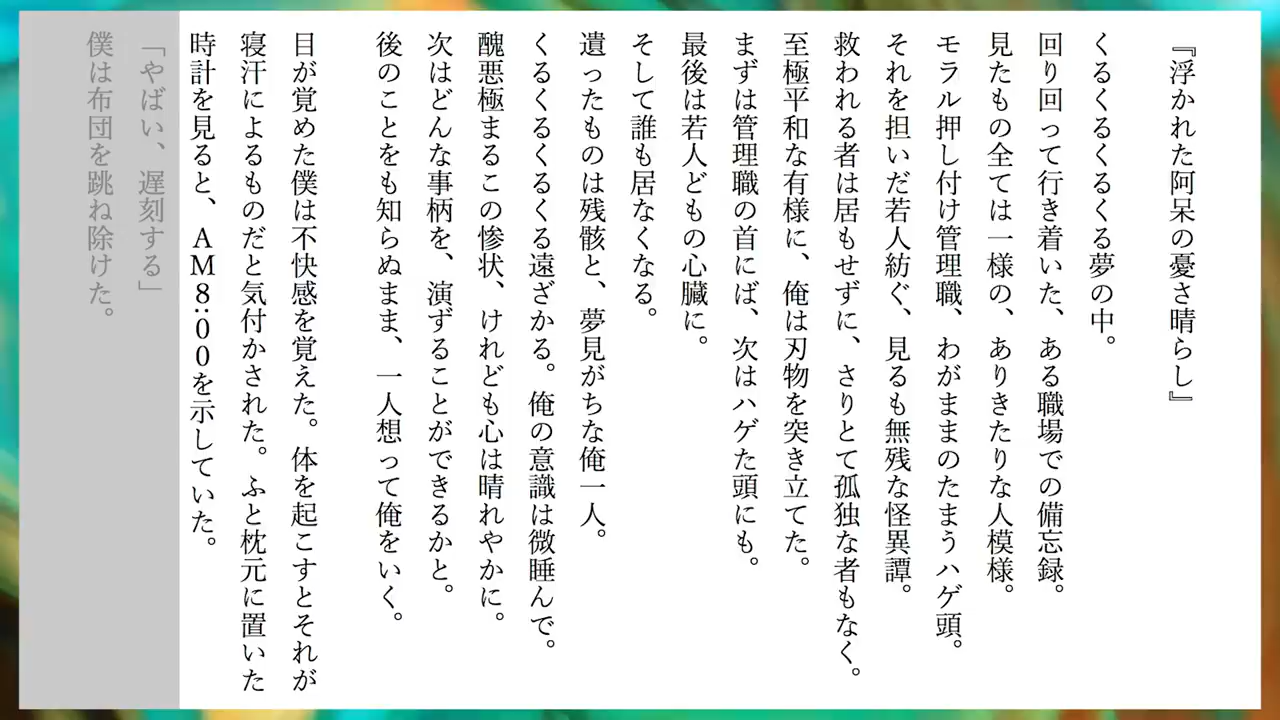 『浮かれた阿呆の憂さ晴らし』
くるくるくるくる夢の中。
回り回って行き着いた、ある職場での備忘録。
見たもの全ては一様の、ありきたりな人模様。
モラル押し付け管理職、わがままのたまうハゲ頭。
それを担いだ若人紡ぐ、見るも無残な怪異譚。
救われる者は居もせずに、さりとて孤独な者もなく。
至極平和な有様に、俺は刃物を突き立てた。
まずは管理職の首にば、次はハゲた頭にも。
最後は若人どもの心臓に。
そして誰も居なくなる。
遺ったものは残骸と、夢見がちな俺一人。
くるくるくるくる遠ざかる。俺の意識は微睡んで。
醜悪極まるこの惨状、けれども心は晴れやかに。
次はどんな事柄を、演ずることができるかと。
後のことをも知らぬまま、一人想って俺をいく。
目が覚めた僕は不快感を覚えた。体を起こすとそれが
寝汗によるものだと気付かされた。ふと枕元に置いた
時計を見ると、AM8:00を示していた。
「やばい、遅刻する」
僕は布団を跳ね除けた。